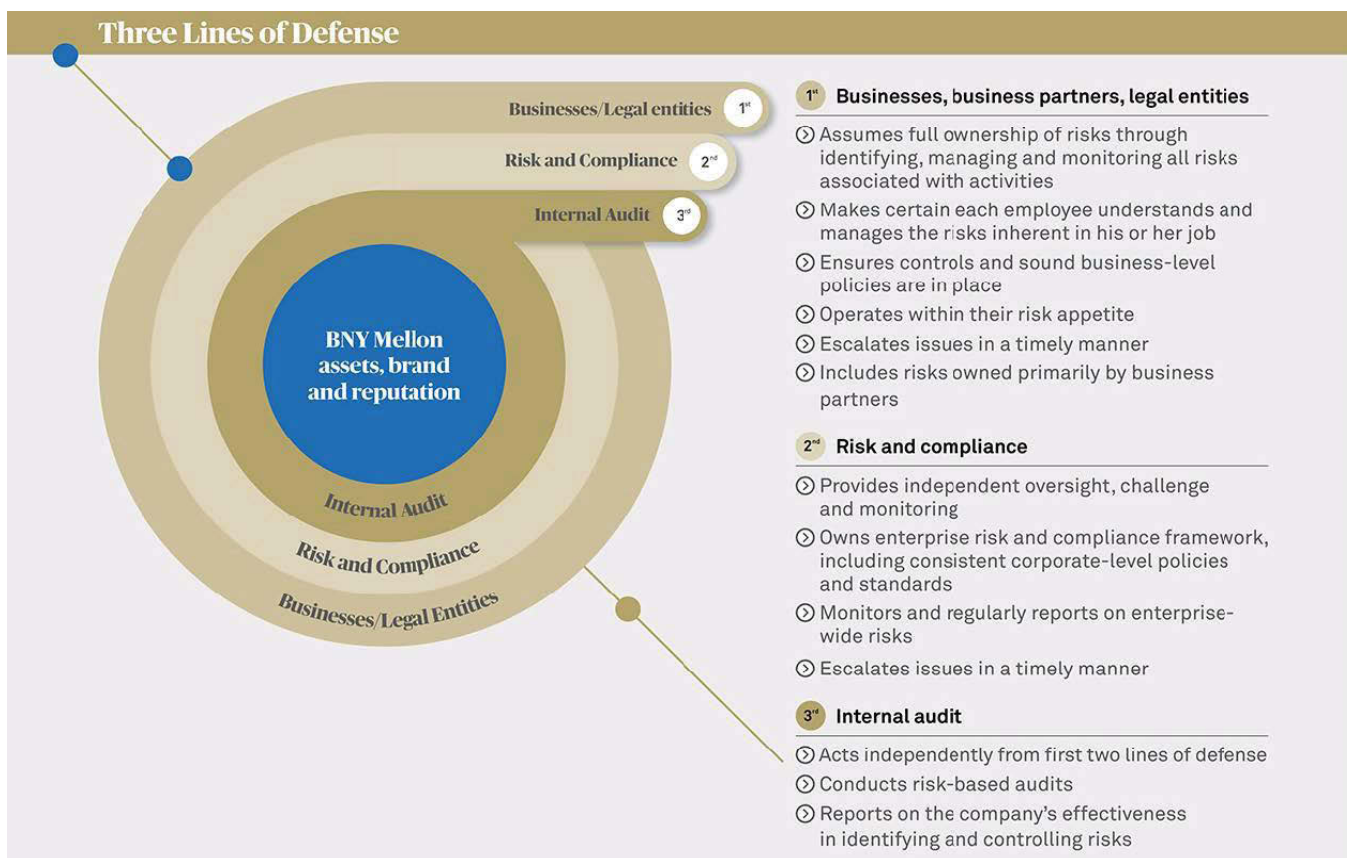 Three Lines of Defense
Businesses/Legal entities 1st
Risk and Compliance 2nd
Internal Audit 3rd
BNY Mellon
assets, brand
and reputation
Internal Audit
Risk and Compliance
Businesses/Legal Entities
1st Businesses, business partners, legal entities
Assumes full ownership of risks through
identifying, managing and monitoring all risks
associated with activities
Makes certain each employee understands and
manages the risks inherent in his or her job
Ensures controls and sound business-level
policies are in place
Operates within their risk appetite
Escalates issues in a timely manner
Includes risks owned primarily by business
partners
2nd Risk and compliance
Provides independent oversight, challenge
and monitoring
Owns enterprise risk and compliance framework,
including consistent corporate-level policies
and standards
Monitors and regularly reports on enterprise-
wide risks
Escalates issues in a timely manner
3rd Internal audit
Acts independently from first two lines of defense
Conducts risk-based audits
Reports on the company's effectiveness
in identifying and controlling risks